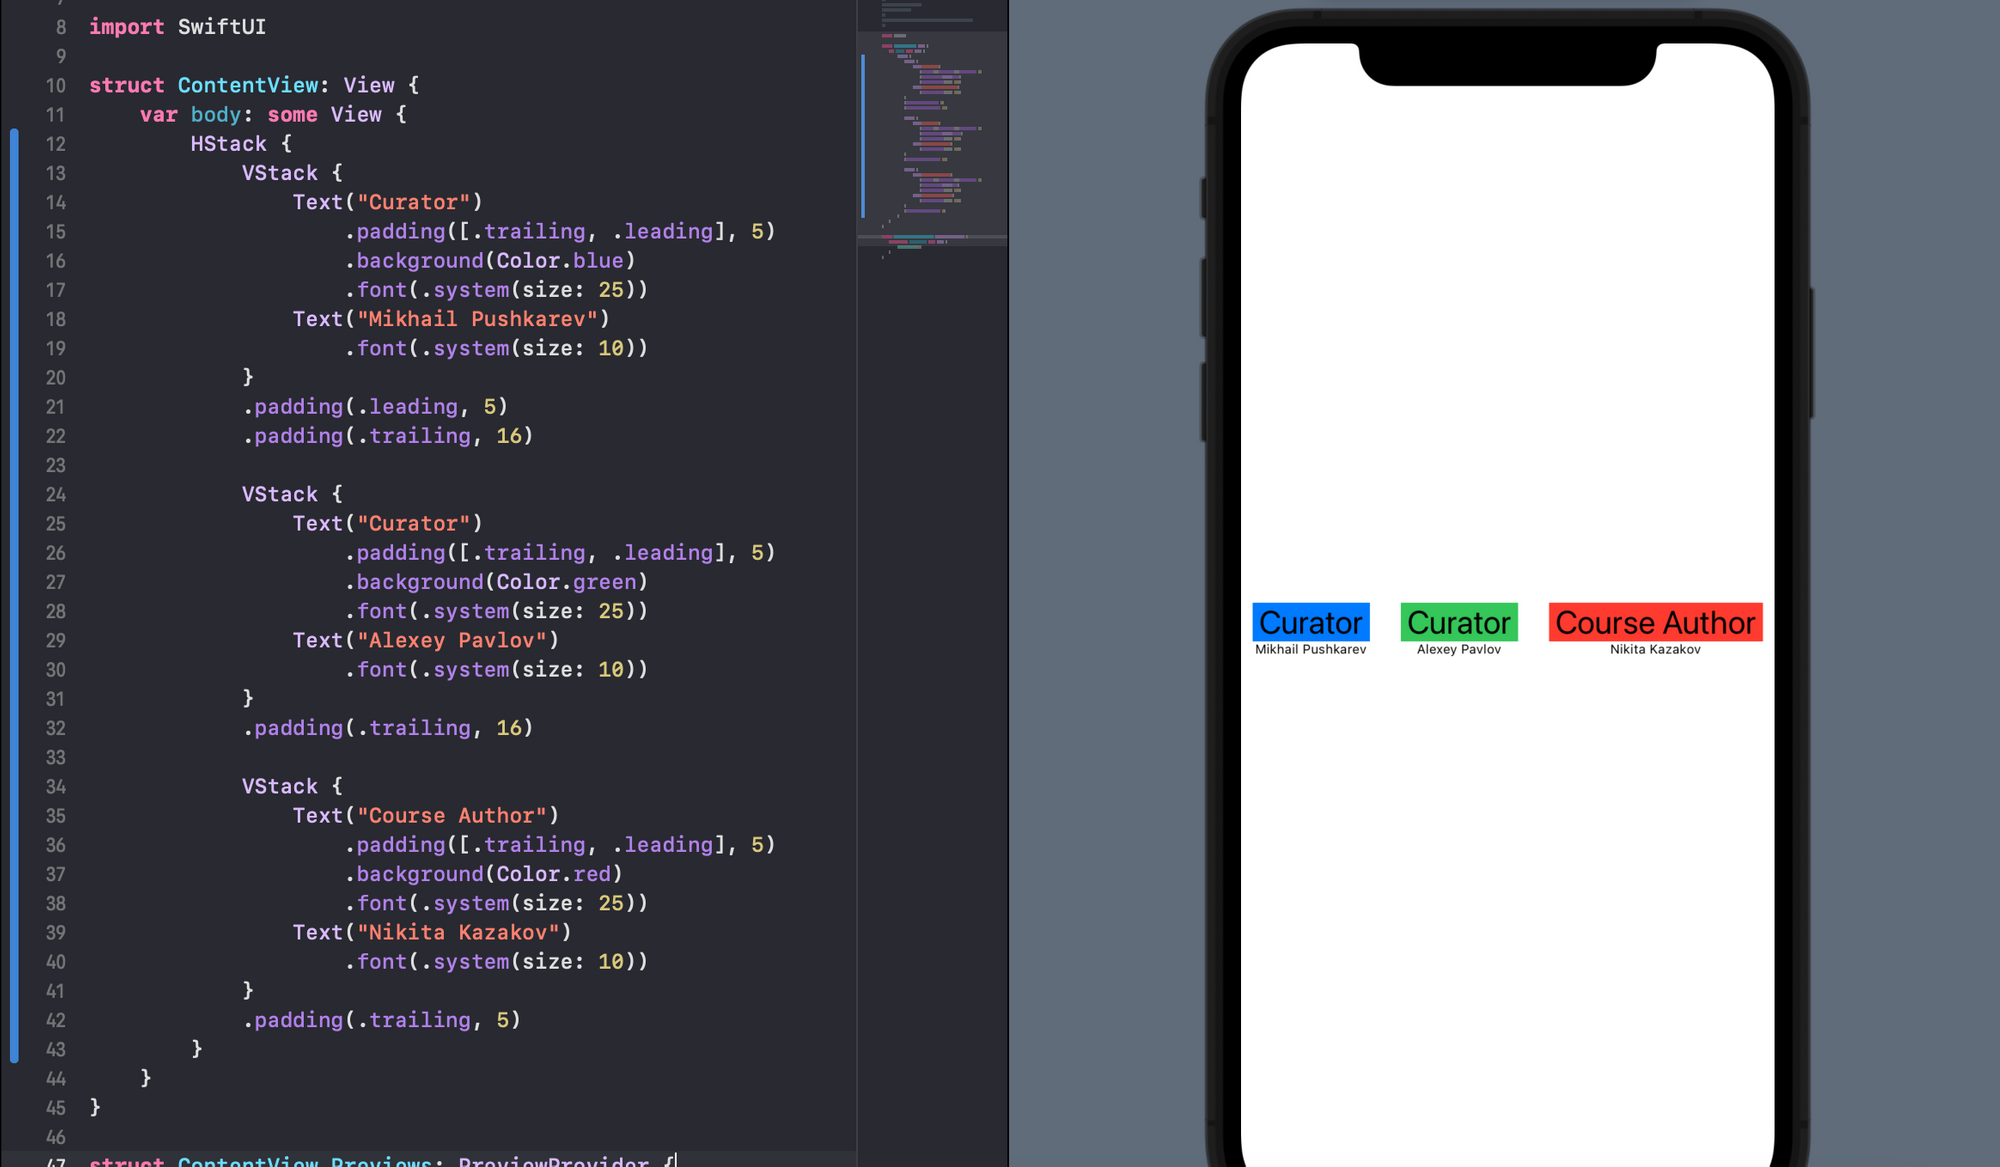 8 import SwiftUI
9
10 struct ContentView: View {
11     var body: some View {
12         HStack {
13             VStack {
14                 Text("Curator")
15                     .padding([.trailing, .leading], 5)
16                     .background(Color.blue)
17                     .font(.system(size: 25))
18                 Text("Mikhail Pushkarev")
19                     .font(.system(size: 10))
20             }
21             .padding(.leading, 5)
22             .padding(.trailing, 16)
23
24             VStack {
25                 Text("Curator")
26                     .padding([.trailing, .leading], 5)
27                     .background(Color.green)
28                     .font(.system(size: 25))
29                 Text("Alexey Pavlov")
30                     .font(.system(size: 10))
31             }
32             .padding(.trailing, 16)
33
34             VStack {
35                 Text("Course Author")
36                     .padding([.trailing, .leading], 5)
37                     .background(Color.red)
38                     .font(.system(size: 25))
39                 Text("Nikita Kazakov")
40                     .font(.system(size: 10))
41             }
42             .padding(.trailing, 5)
43         }
44     }
45 }
46
47 struct ContentView_Previews: PreviewProvider {
Curator Curator Course Author
Mikhail Pushkarev Alexey Pavlov Nikita Kazakov